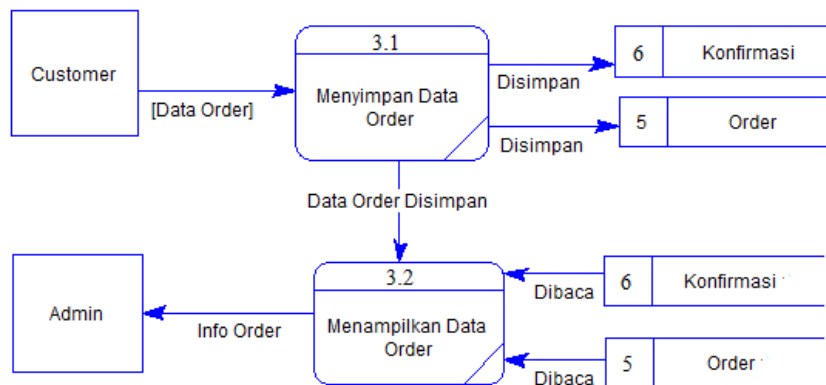 3.1
6 Konfirmasi
Customer
Menyimpan Data
Order
Disimpan
[Data Order]
5 Order
Disimpan
Data Order Disimpan
3.2
6 Konfirmasi
Dibaca
Admin
Info Order
Menampilkan Data
Order
5 Order
Dibaca